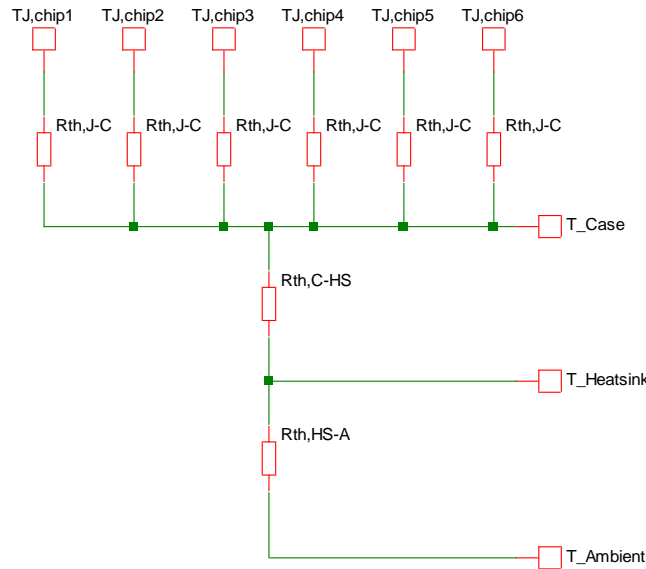 TJ,chip1 TJ,chip2 TJ,chip3 TJ,chip4 TJ,chip5 TJ,chip6
Rth,J-C Rth,J-C Rth,J-C Rth,J-C Rth,J-C Rth,J-C
T_Case
Rth,C-HS
T_Heatsink
Rth,HS-A
T_Ambient